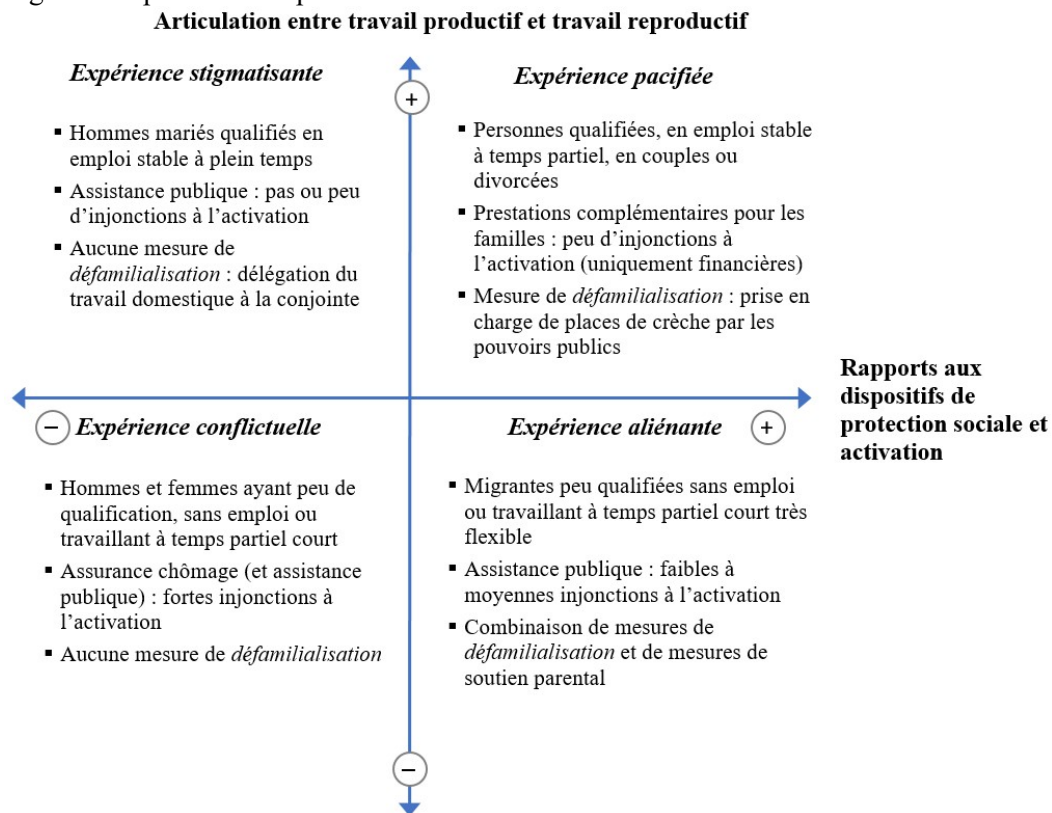 Articulation entre travail productif et travail reproductif
Expérience stigmatisante
▪ Hommes mariés qualifiés en
emploi stable à plein temps
▪ Assistance publique : pas ou peu
d’injonctions à l’activation
▪ Aucune mesure de
défamilialisation : délégation du
travail domestique à la conjointe
+
Expérience pacifiée
▪ Personnes qualifiées, en emploi stable
à temps partiel, en couples ou
divorcées
▪ Prestations complémentaires pour les
familles : peu d’injonctions à
l’activation (uniquement financières)
▪ Mesure de défamilialisation : prise en
charge de places de crèche par les
pouvoirs publics
Rapports aux
dispositifs de
protection sociale et
activation
− Expérience conflictuelle
▪ Hommes et femmes ayant peu de
qualification, sans emploi ou
travaillant à temps partiel court
▪ Assurance chômage (et assistance
publique) : fortes injonctions à
l’activation
▪ Aucune mesure de défamilialisation
Expérience aliénante +
▪ Migrantes peu qualifiées sans emploi
ou travaillant à temps partiel court très
flexible
▪ Assistance publique : faibles à
moyennes injonctions à l’activation
▪ Combinaison de mesures de
défamilialisation et de mesures de
soutien parental
−